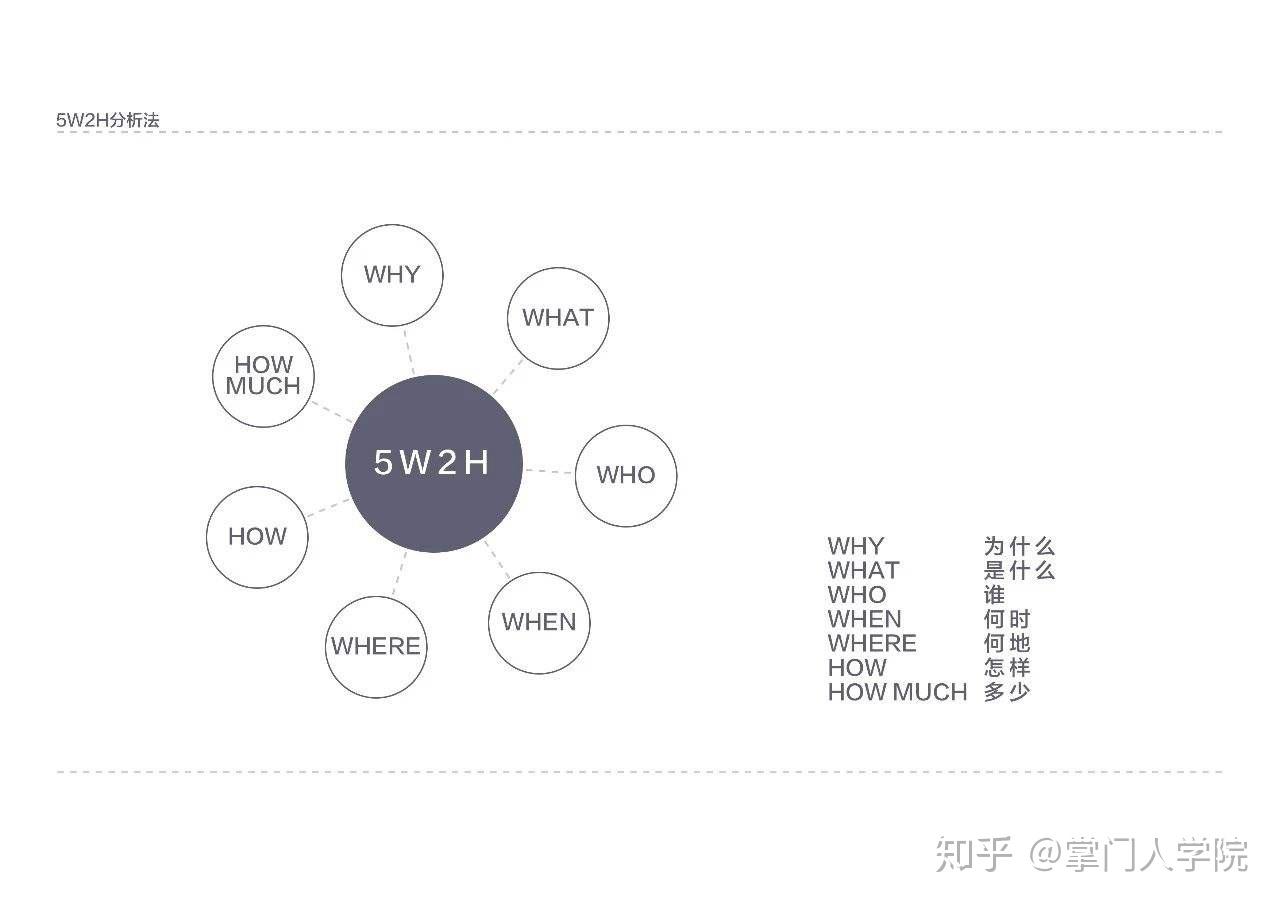 5W2H分析法
WHY
WHAT
HOW
MUCH
5W2H
WHO
HOW
WHEN
WHERE
WHY 为什么
WHAT 是什么
WHO 谁
WHEN 何时
WHERE 何地
HOW 怎样
HOW MUCH 多少
知乎 @掌门人学院